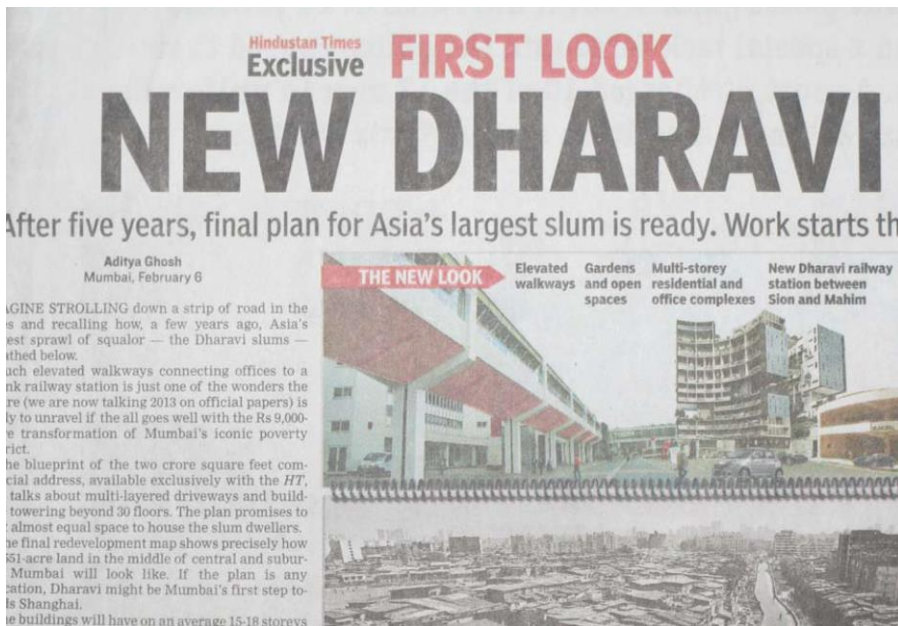 Hindustan Times
Exclusive
FIRST LOOK
NEW DHARAVI
After five years, final plan for Asia's largest slum is ready. Work starts th
Aditya Ghosh
Mumbai, February 6
AGINE STROLLING down a strip of road in the
s and recalling how, a few years ago, Asia's
est sprawl of squalor — the Dharavi slums —
athed below.
uch elevated walkways connecting offices to a
nk railway station is just one of the wonders the
re (we are now talking 2013 on official papers) is
ly to unravel if the all goes well with the Rs 9,000-
e transformation of Mumbai's iconic poverty
rict.
he blueprint of the two crore square feet com-
cial address, available exclusively with the HT,
talks about multi-layered driveways and build-
towering beyond 30 floors. The plan promises to
almost equal space to house the slum dwellers.
he final redevelopment map shows precisely how
551-acre land in the middle of central and subur-
Mumbai will look like. If the plan is any
cation, Dharavi might be Mumbai's first step to-
ds Shanghai.
e buildings will have on an average 15-18 storeys
THE NEW LOOK
Elevated
walkways
Gardens
and open
spaces
Multi-storey
residential and
office complexes
New Dharavi railway
station between
Sion and Mahim